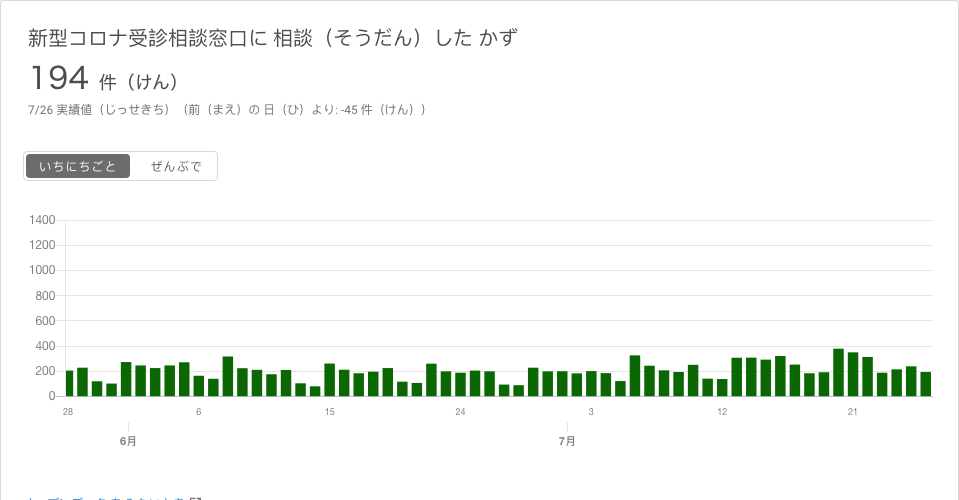 新型コロナ受診相談窓口に 相談（そうだん）した かず
194 件（けん）
7/26 実績値（じっせきち）（前（まえ）の 日（ひ）より: -45 件（けん））
いちにちごと ぜんぶで
1400
1200
1000
800
600
400
200
0
28 6 15 24 3 12 21
6月 7月